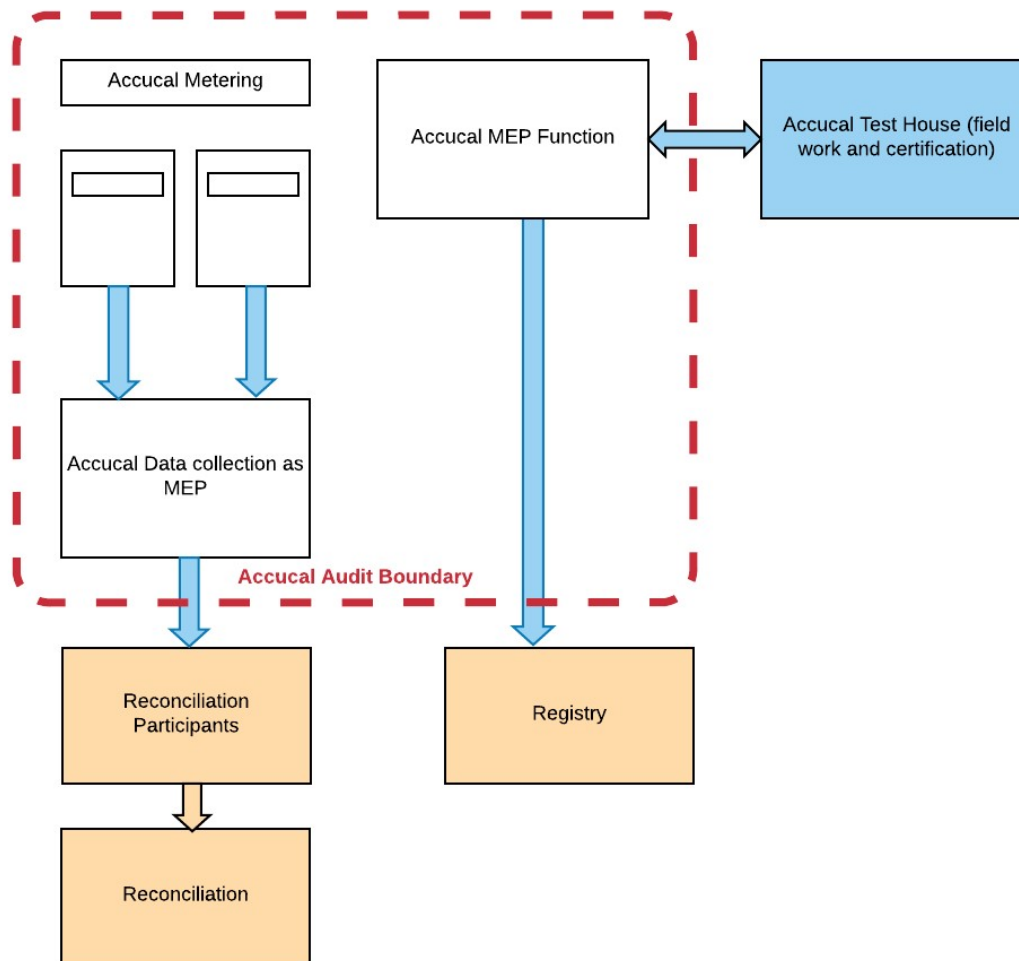 Accucal Metering
Accucal MEP Function
Accucal Test House (field
work and certification)
Accucal Data collection as
MEP
Accucal Audit Boundary
Reconciliation
Participants
Registry
Reconciliation